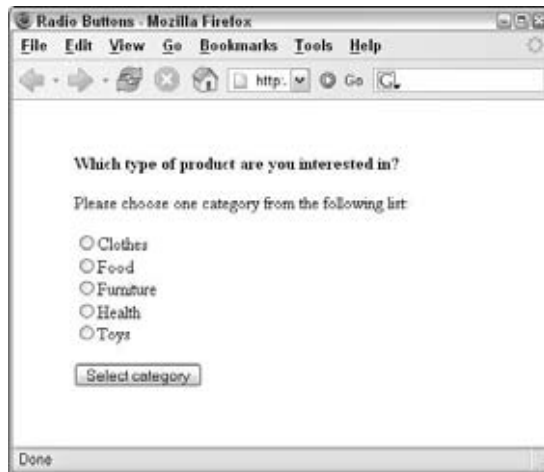 Radio Buttons - Mozilla Firefox
File Edit View Go Bookmarks Tools Help
http: Go G
Which type of product are you interested in?
Please choose one category from the following list:
Clothes
Food
Furniture
Health
Toys
Select category
Done